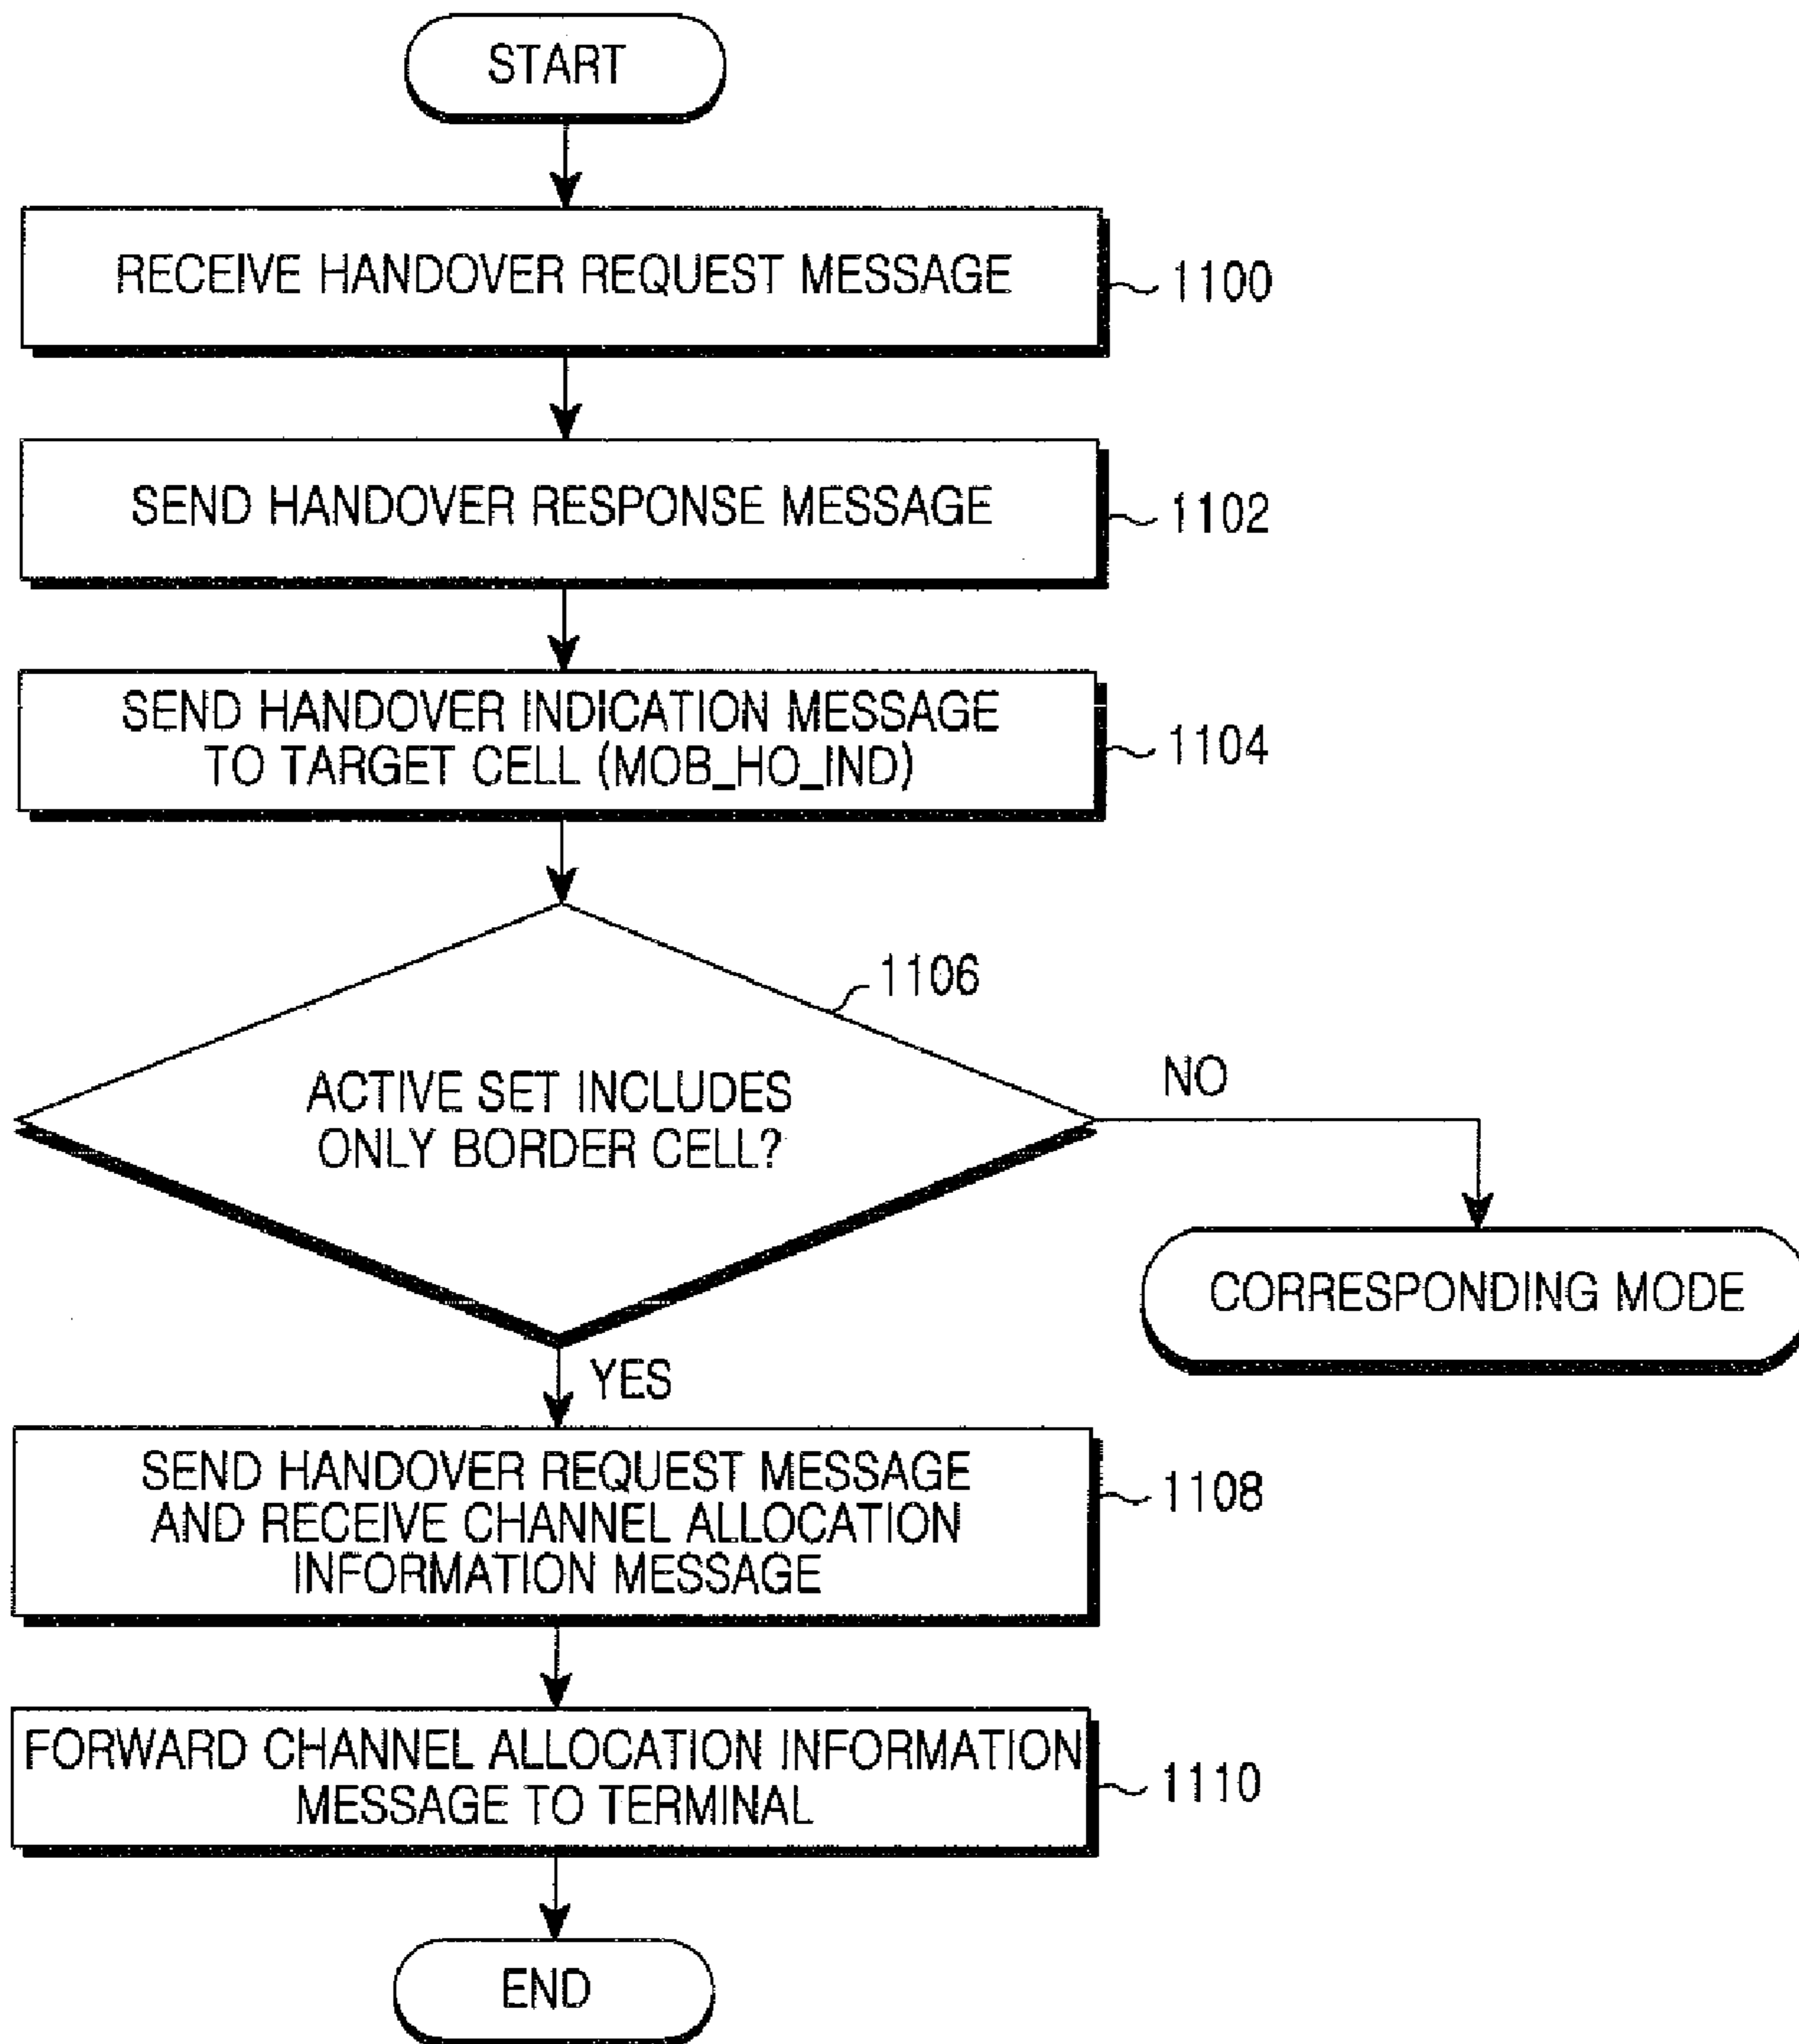 START
RECEIVE HANDOVER REQUEST MESSAGE
1100
SEND HANDOVER RESPONSE MESSAGE
1102
SEND HANDOVER INDICATION MESSAGE
TO TARGET CELL (MOB_HO_IND)
1104
1106
ACTIVE SET INCLUDES
ONLY BORDER CELL?
NO
CORRESPONDING MODE
YES
SEND HANDOVER REQUEST MESSAGE
AND RECEIVE CHANNEL ALLOCATION
INFORMATION MESSAGE
1108
FORWARD CHANNEL ALLOCATION INFORMATION
MESSAGE TO TERMINAL
1110
END